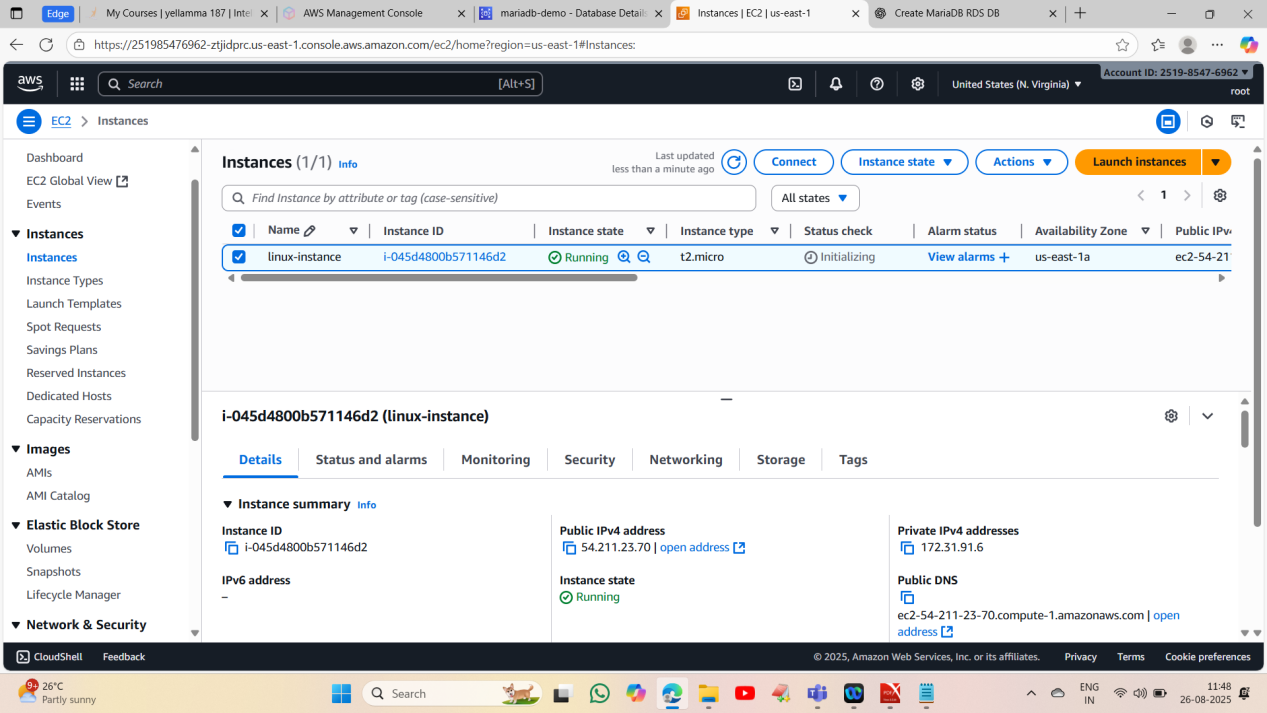 Edge
My Courses | yellamma 187 | Intel
AWS Management Console
mariadb-demo - Database Details
Instances | EC2 | us-east-1
Create MariaDB RDS DB
https://251985476962-ztjidprc.us-east-1.console.aws.amazon.com/ec2/home?region=us-east-1#Instances:
aws
Search
[Alt+S]
United States (N. Virginia)
Account ID: 2519-8547-6962
root
EC2
Instances
Dashboard
EC2 Global View
Events
Instances
Instances
Instance Types
Launch Templates
Spot Requests
Savings Plans
Reserved Instances
Dedicated Hosts
Capacity Reservations
Images
AMIs
AMI Catalog
Elastic Block Store
Volumes
Snapshots
Lifecycle Manager
Network & Security
Instances (1/1) Info
Last updated
less than a minute ago
Connect
Instance state
Actions
Launch instances
Find Instance by attribute or tag (case-sensitive)
All states
1
Name Instance ID Instance state Instance type Status check Alarm status Availability Zone Public IPv
linux-instance i-045d4800b571146d2 Running t2.micro Initializing View alarms + us-east-1a ec2-54-211
i-045d4800b571146d2 (linux-instance)
Details Status and alarms Monitoring Security Networking Storage Tags
Instance summary Info
Instance ID
i-045d4800b571146d2
IPv6 address
–
Public IPv4 address
54.211.23.70 | open address
Instance state
Running
Private IPv4 addresses
172.31.91.6
Public DNS
ec2-54-211-23-70.compute-1.amazonaws.com | open
address
CloudShell Feedback © 2025, Amazon Web Services, Inc. or its affiliates. Privacy Terms Cookie preferences
9+
26°C
Partly sunny
Search
ENG
IN
11:48
26-08-2025